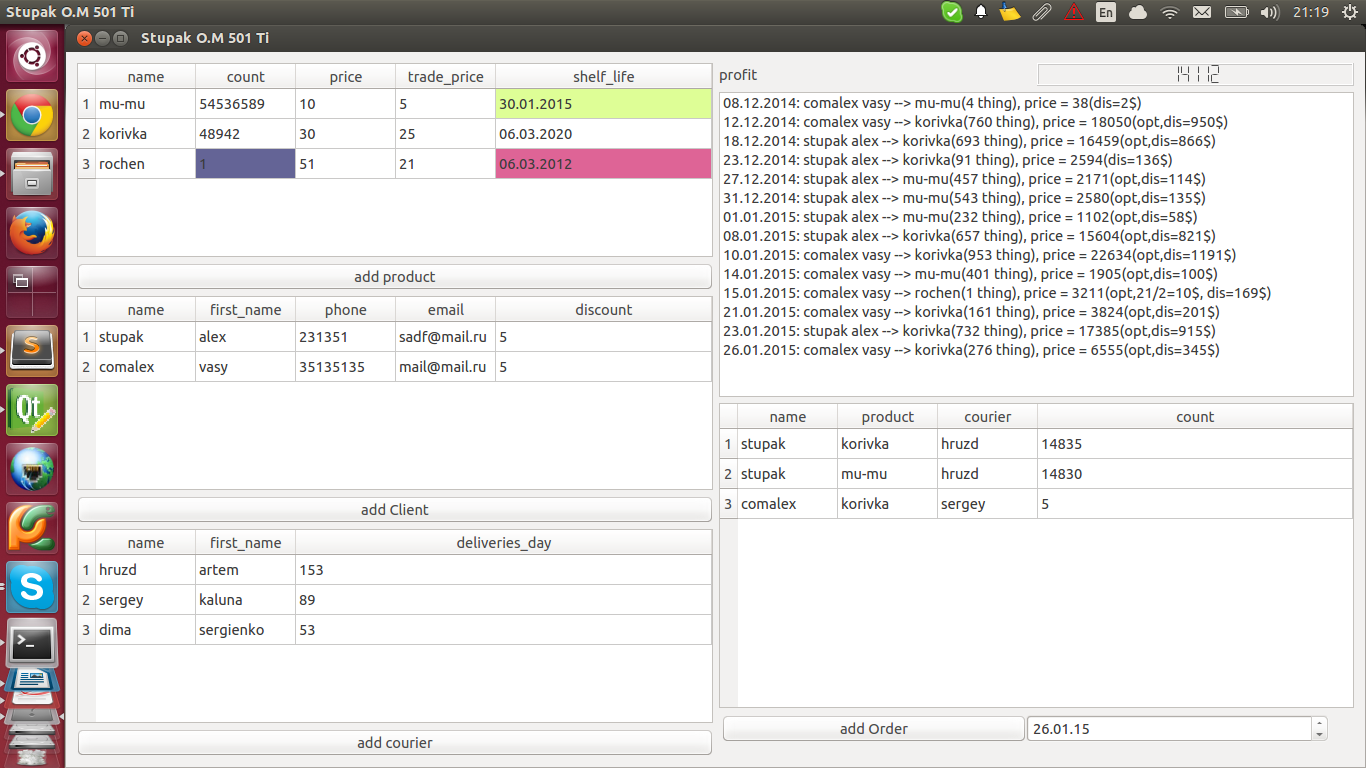 Stupak O.M 501 Ti
En
21:19
Stupak O.M 501 Ti
name count price trade_price shelf_life
1 mu-mu 54536589 10 5 30.01.2015
2 korivka 48942 30 25 06.03.2020
3 rochen 1 51 21 06.03.2012
add product
name first_name phone email discount
1 stupak alex 231351 sadf@mail.ru 5
2 comalex vasy 35135135 mail@mail.ru 5
add Client
name first_name deliveries_day
1 hruzd artem 153
2 sergey kaluna 89
3 dima sergienko 53
add courier
profit 14112
08.12.2014: comalex vasy --> mu-mu(4 thing), price = 38(dis=2$)
12.12.2014: comalex vasy --> korivka(760 thing), price = 18050(opt,dis=950$)
18.12.2014: stupak alex --> korivka(693 thing), price = 16459(opt,dis=866$)
23.12.2014: stupak alex --> korivka(91 thing), price = 2594(dis=136$)
27.12.2014: stupak alex --> mu-mu(457 thing), price = 2171(opt,dis=114$)
31.12.2014: stupak alex --> mu-mu(543 thing), price = 2580(opt,dis=135$)
01.01.2015: stupak alex --> mu-mu(232 thing), price = 1102(opt,dis=58$)
08.01.2015: stupak alex --> korivka(657 thing), price = 15604(opt,dis=821$)
10.01.2015: comalex vasy --> korivka(953 thing), price = 22634(opt,dis=1191$)
14.01.2015: comalex vasy --> mu-mu(401 thing), price = 1905(opt,dis=100$)
15.01.2015: comalex vasy --> rochen(1 thing), price = 3211(opt,21/2=10$, dis=169$)
21.01.2015: comalex vasy --> korivka(161 thing), price = 3824(opt,dis=201$)
23.01.2015: stupak alex --> korivka(732 thing), price = 17385(opt,dis=915$)
26.01.2015: comalex vasy --> korivka(276 thing), price = 6555(opt,dis=345$)
name product courier count
1 stupak korivka hruzd 14835
2 stupak mu-mu hruzd 14830
3 comalex korivka sergey 5
add Order 26.01.15
Qt